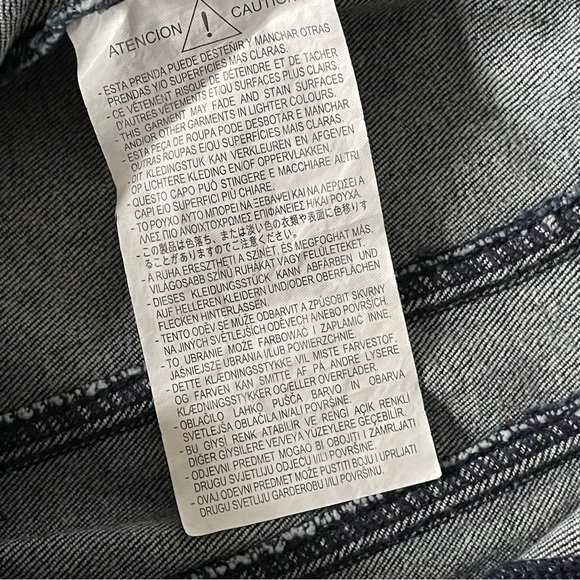 ATENCION ! CAUTION
- ESTA PRENDA PUEDE DESTEÑIR Y MANCHAR OTRAS
PRENDAS Y/O SUPERFICIES MAS CLARAS.
- CE VÊTEMENT RISQUE DE DÉTEINDRE ET DE TACHER
D'AUTRES VÊTEMENTS ET/OU SURFACES PLUS CLAIRS.
- THIS GARMENT MAY FADE AND STAIN SURFACES
AND/OR OTHER GARMENTS IN LIGHTER COLOURS.
- ESTA PEÇA DE ROUPA PODE DESBOTAR E MANCHAR
OUTRAS ROUPAS E/OU SUPERFÍCIES MAIS CLARAS.
- DIT KLEDINGSTUK KAN VERKLEUREN EN AFGEVEN
OP LICHTERE KLEDING EN/OF OPPERVLAKKEN.
- QUESTO CAPO PUÒ STINGERE E MACCHIARE ALTRI
CAPI E/O SUPERFICI PIÙ CHIARE.
- ΤΟ ΡΟΥΧΟ ΑΥΤΟ ΜΠΟΡΕΙ ΝΑ ΞΕΒΑΨΕΙ ΚΑΙ ΝΑ ΛΕΡΩΣΕΙ Α
ΛΛΕΣ ΠΙΟ ΑΝΟΙΧΤΟΧΡΩΜΕΣ ΕΠΙΦΑΝΕΙΕΣ Η/ΚΑΙ ΡΟΥΧΑ.
- この製品は色落ち、または淡い色の衣類や表面に色移りす
ることがありますのでご注意ください。
- A RUHA ERESZTHETI A SZÍNÉT, ÉS MEGFOGHAT MÁS,
VILÁGOSABB SZÍNŰ RUHÁKAT VAGY FELÜLETEKET.
- DIESES KLEIDUNGSSTÜCK KANN ABFÄRBEN UND
AUF HELLEREN KLEIDERN UND/ODER OBERFLÄCHEN
FLECKEN HINTERLASSEN.
- TENTO ODĚV SE MŮŽE ODBARVIT A ZPŮSOBIT SKVRNY
NA JINÝCH SVĚTLEJŠÍCH ODĚVECH A/NEBO POVRŠÍCH.
- TO UBRANIE MOŻE FARBOWAĆ I ZAPLAMIĆ INNE,
JAŚNIEJSZE UBRANIA I/LUB POWIERZCHNIE.
- DETTE KLÆDNINGSSTYKKE VIL MISTE FARVESTOF,
OG FARVEN KAN SMITTE AF PÅ ANDRE LYSERE
KLÆDNINGSSTYKKER OG/ELLER OVERFLADER.
- OBLAČILO LAHKO PUŠČA BARVO IN OBARVA
SVETLEJŠA OBLAČILA IN/ALI POVRŠINE.
- BU GİYSİ RENK ATABİLİR VE RENGİ AÇIK RENKLİ
DİĞER GİYSİLERE VE/VEYA YÜZEYLERE GEÇEBİLİR.
- ODJEVNI PREDMET MOGAO BI OBOJITI I ZAMRLJATI
DRUGU SVJETLIJU ODJEĆU I/ILI POVRŠINU.
- OVAJ ODEVNI PREDMET MOŽE PUSTITI BOJU I UPRLJATI
DRUGU SVETLIJU GARDEROBU I/ILI POVRŠINU.